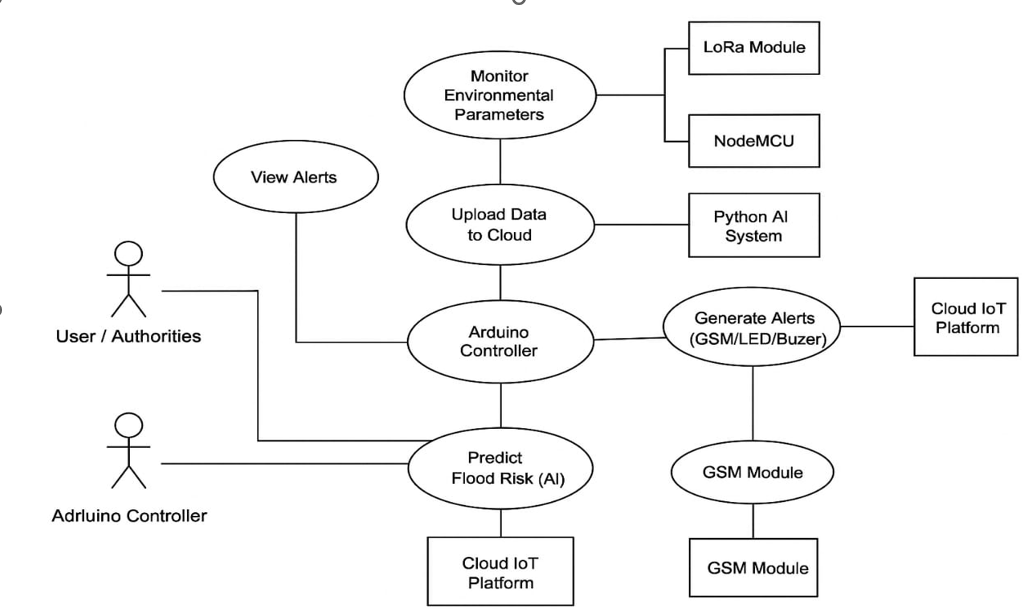 LoRa Module
Monitor
Environmental
Parameters
NodeMCU
View Alerts
Upload Data
to Cloud
Python AI
System
User / Authorities
Arduino
Controller
Generate Alerts
(GSM/LED/Buzer)
Cloud IoT
Platform
Predict
Flood Risk (AI)
GSM Module
Adrluino Controller
Cloud IoT
Platform
GSM Module